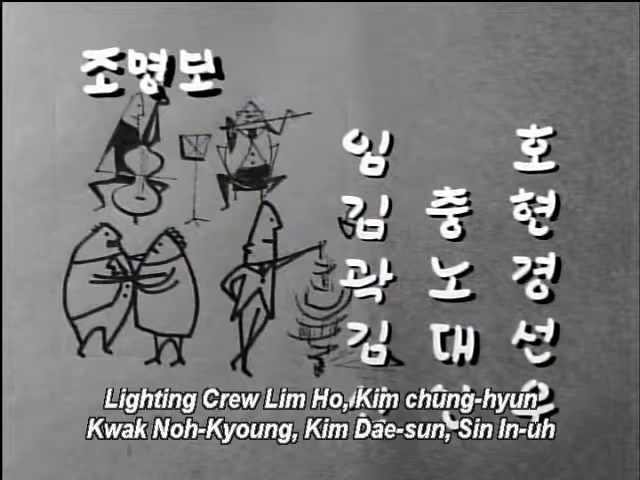 조명보
임 호
김 충 현
곽 노 경
김 대 선
Lighting Crew Lim Ho, Kim chung-hyun
Kwak Noh-Kyoung, Kim Dae-sun, Sin In-uh